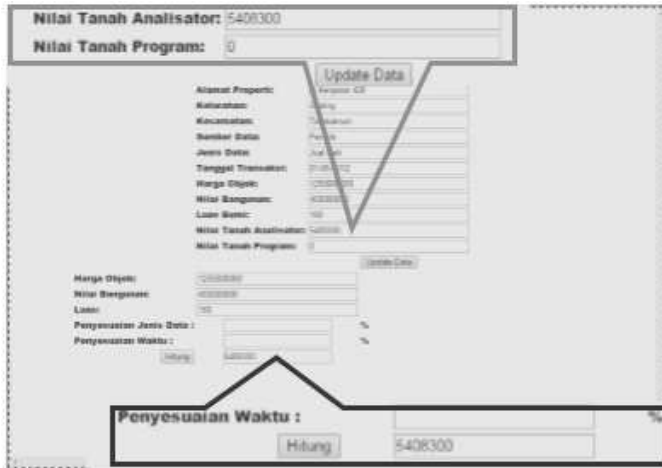 Nilai Tanah Analisator: 5408300
Nilai Tanah Program: 0
Update Data
Alamat Properti:
Kelurahan:
Kecamatan:
Sumber Data:
Jenis Data:
Tanggal Transaksi:
Harga Objek:
Nilai Bangunan:
Luas Bumi:
Nilai Tanah Analisator:
Nilai Tanah Program:
Update Data
Harga Objek:
Nilai Bangunan:
Luas:
Penyesuaian Jenis Data : %
Penyesuaian Waktu : %
Hitung
Penyesuaian Waktu : %
Hitung 5408300